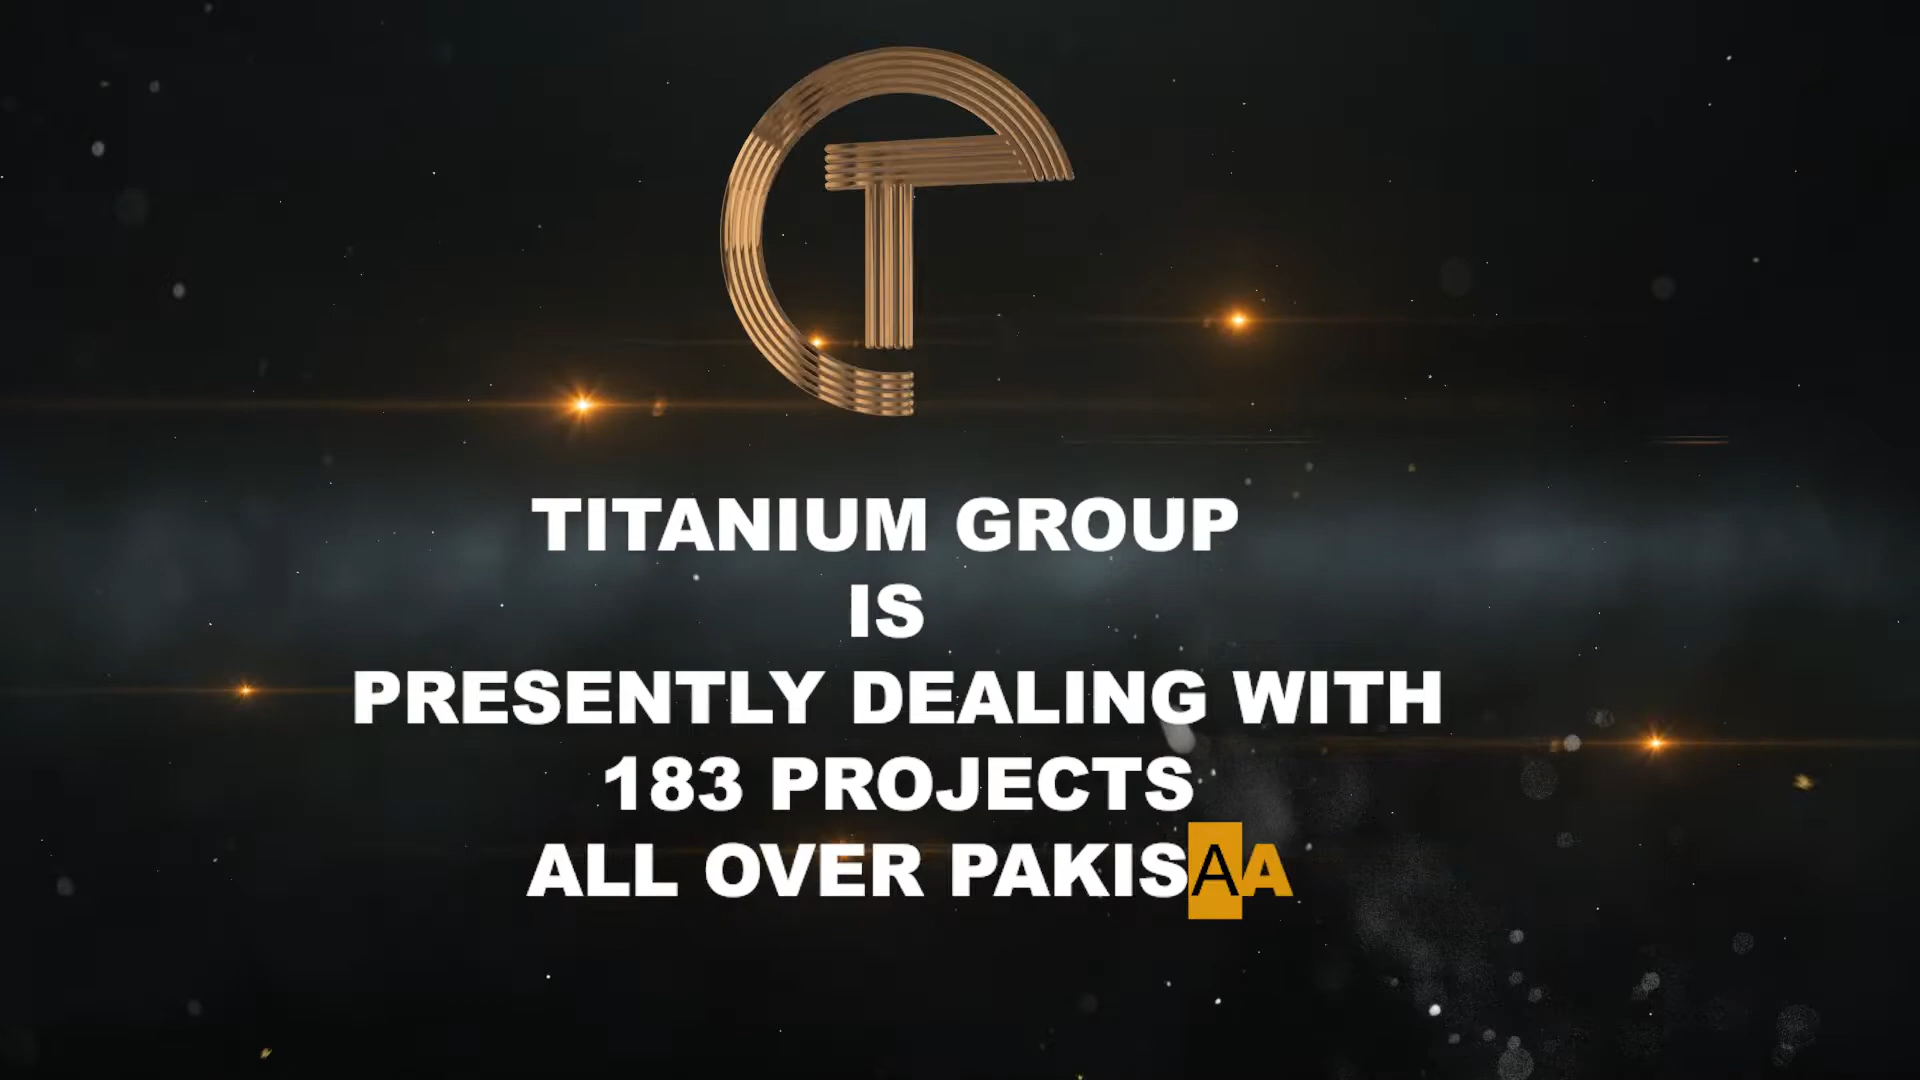 TITANIUM GROUP
IS
PRESENTLY DEALING WITH
183 PROJECTS
ALL OVER PAKISAA